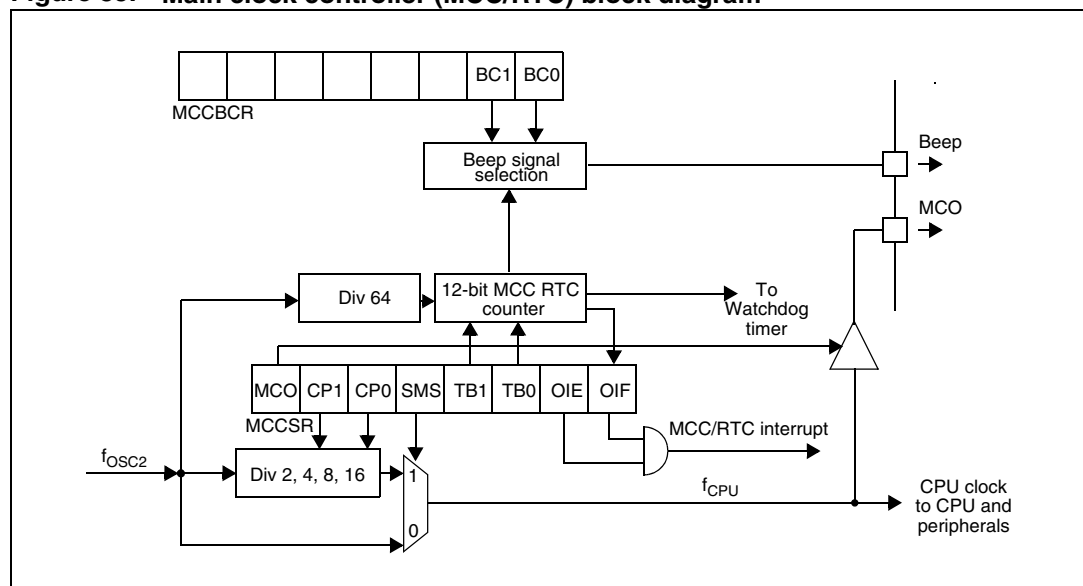 Main clock controller (MCC/RTC) block diagram
BC1 BC0
MCCBCR
Beep signal
selection
Beep
MCO
Div 64
12-bit MCC RTC
counter
To
Watchdog
timer
MCO CP1 CP0 SMS TB1 TB0 OIE OIF
MCCSR
MCC/RTC interrupt
fOSC2
Div 2, 4, 8, 16
1
0
fCPU
CPU clock
to CPU and
peripherals